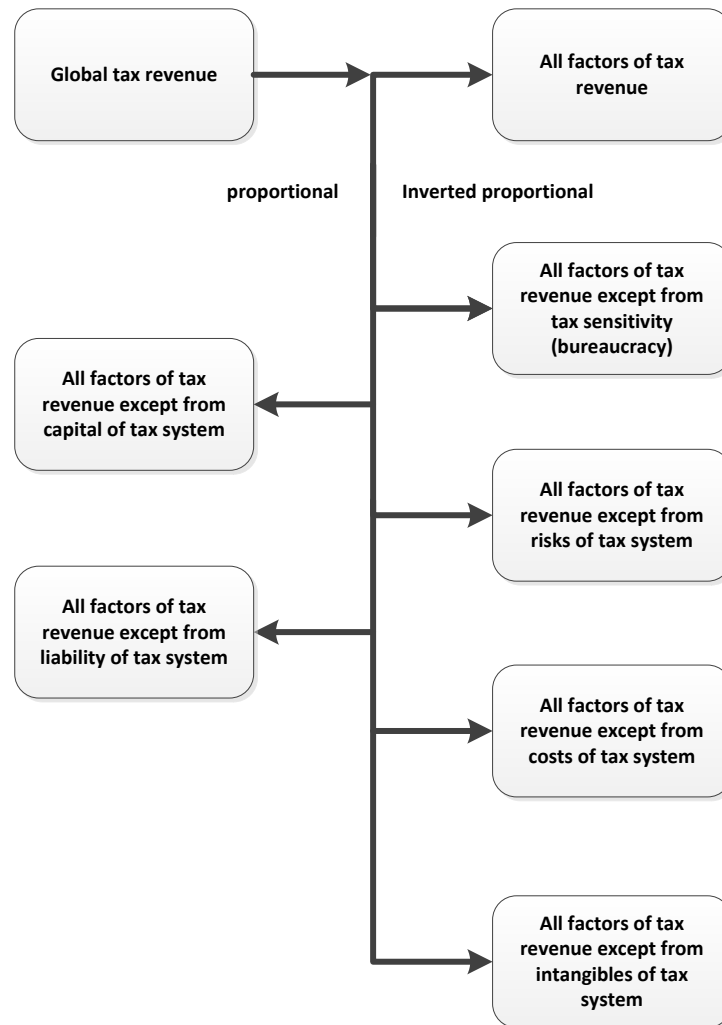 Global tax revenue
All factors of tax
revenue
proportional
Inverted proportional
All factors of tax
revenue except from
tax sensitivity
(bureaucracy)
All factors of tax
revenue except from
capital of tax system
All factors of tax
revenue except from
risks of tax system
All factors of tax
revenue except from
liability of tax system
All factors of tax
revenue except from
costs of tax system
All factors of tax
revenue except from
intangibles of tax
system